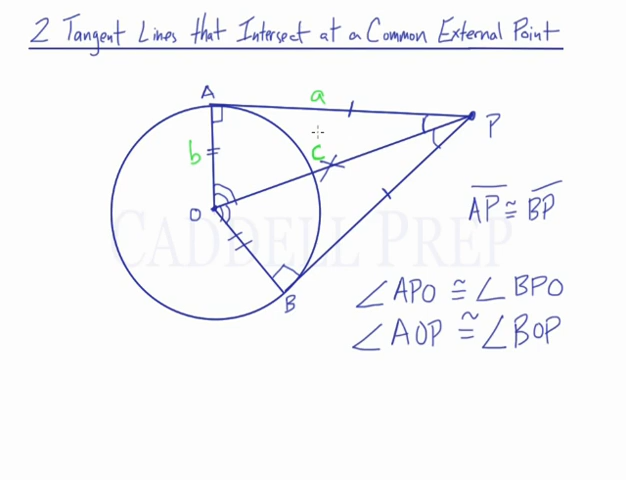 2 Tangent Lines that Intersect at a Common External Point
A
a
P
b
c
O
B
AP ≅ BP
∠APO ≅ ∠BPO
∠AOP ≅ ∠BOP
CADDELL PREP